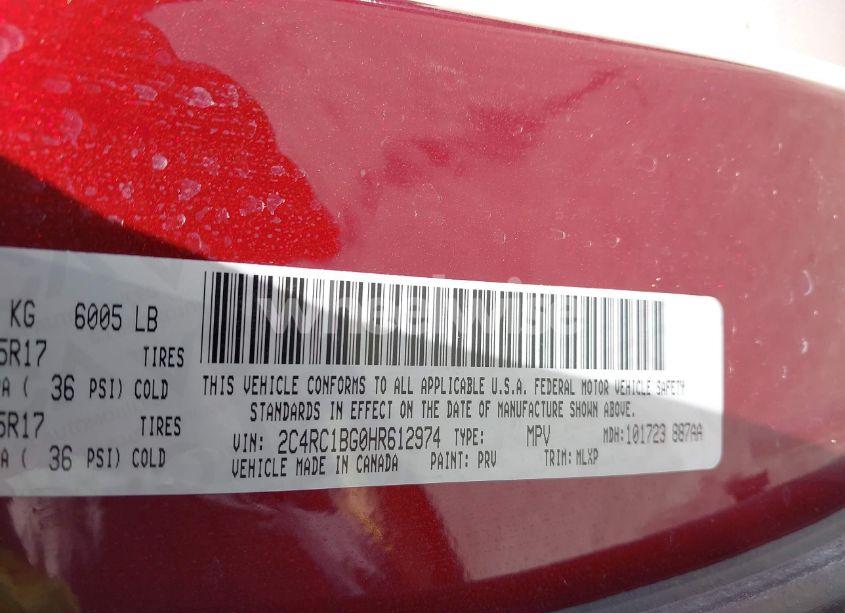 KG 6005 LB
5R17 TIRES
A ( 36 PSI) COLD
5R17 TIRES
A ( 36 PSI) COLD
THIS VEHICLE CONFORMS TO ALL APPLICABLE U.S.A. FEDERAL MOTOR VEHICLE SAFETY
STANDARDS IN EFFECT ON THE DATE OF MANUFACTURE SHOWN ABOVE.
VIN: 2C4RC1BG0HR612974 TYPE: MPV MDH:101723 887AA
VEHICLE MADE IN CANADA PAINT: PRV TRIM: MLXP
wheelwise